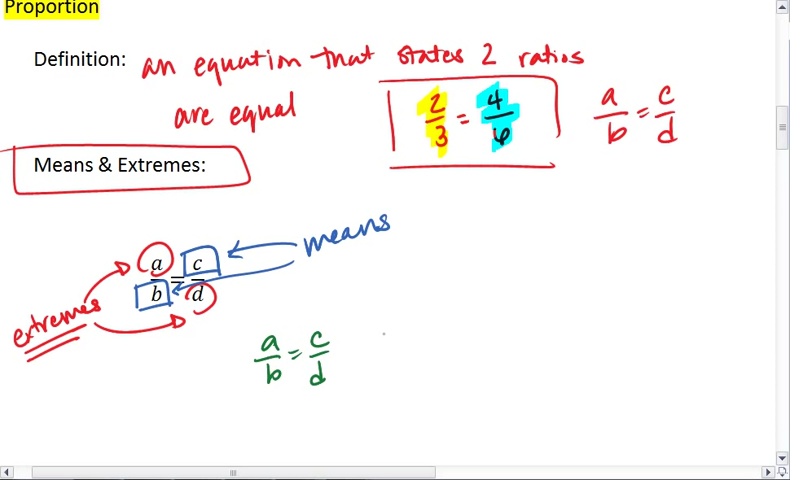 Proportion
Definition: an equation that states 2 ratios
are equal 2/3 = 4/6 a/b = c/d
Means & Extremes:
means
a/b = c/d
extremes
a/b = c/d